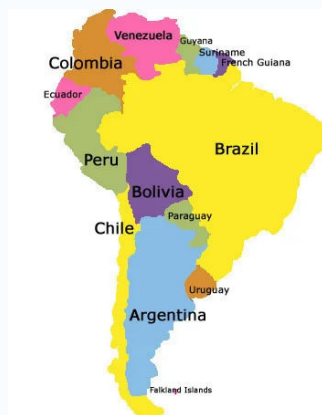 Venezuela
Guyana
Suriname
French Guiana
Colombia
Ecuador
Peru
Brazil
Bolivia
Paraguay
Chile
Uruguay
Argentina
Falkland Islands